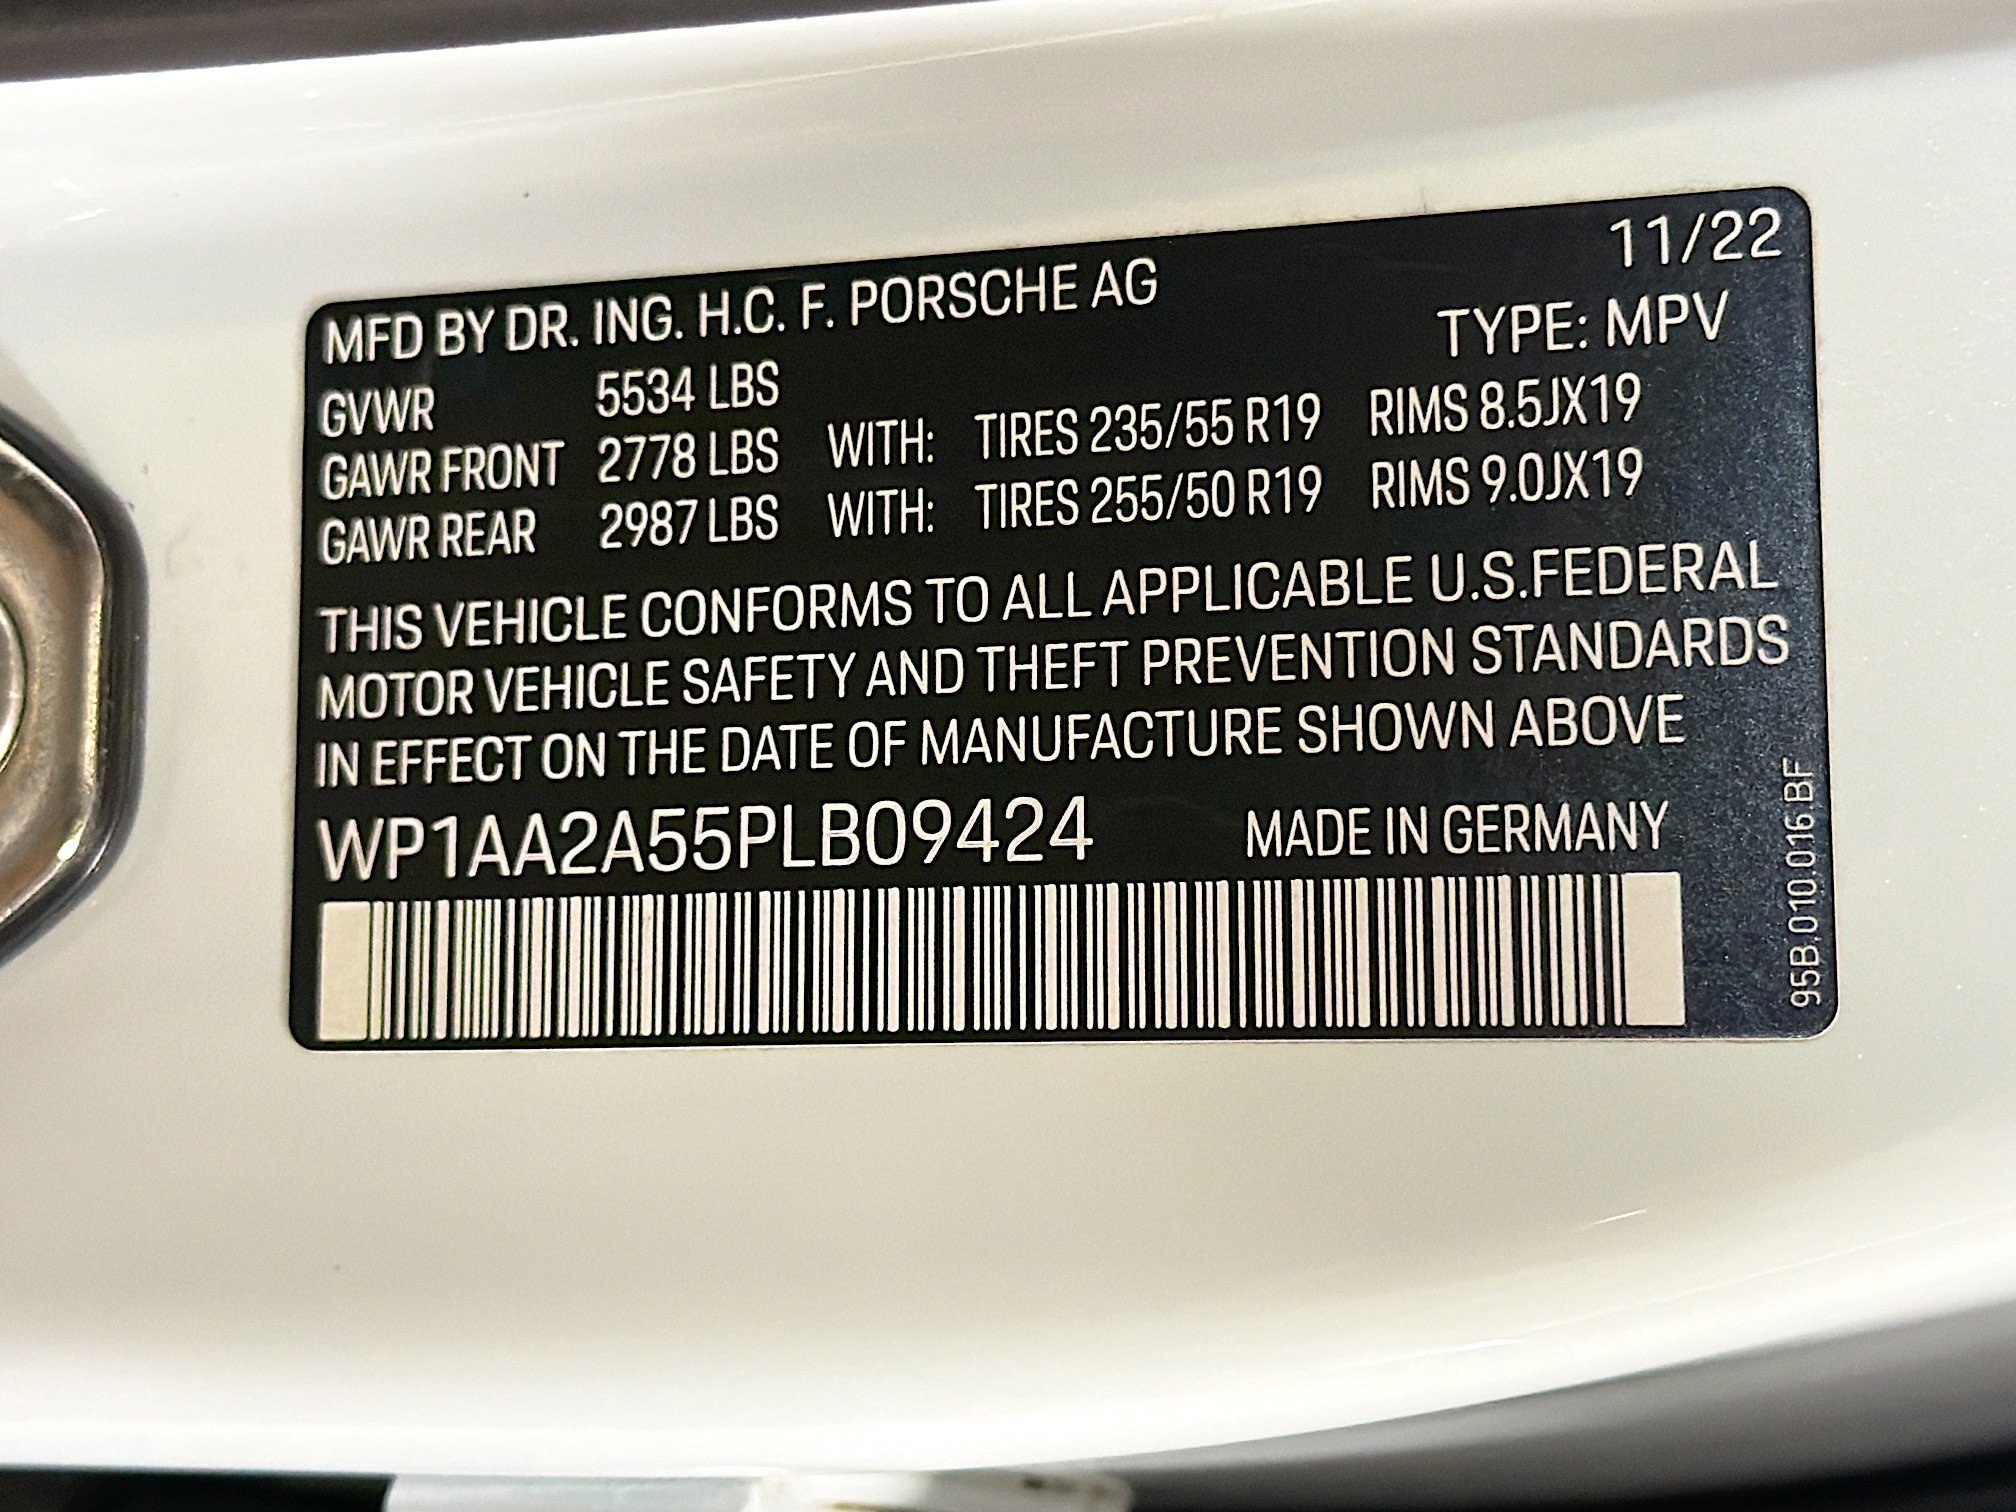 11/22
MFD BY DR. ING. H.C. F. PORSCHE AG
TYPE: MPV
GVWR 5534 LBS
GAWR FRONT 2778 LBS WITH: TIRES 235/55 R19 RIMS 8.5JX19
GAWR REAR 2987 LBS WITH: TIRES 255/50 R19 RIMS 9.0JX19
THIS VEHICLE CONFORMS TO ALL APPLICABLE U.S.FEDERAL
MOTOR VEHICLE SAFETY AND THEFT PREVENTION STANDARDS
IN EFFECT ON THE DATE OF MANUFACTURE SHOWN ABOVE
WP1AA2A55PLB09424 MADE IN GERMANY
95B.010.016.BF